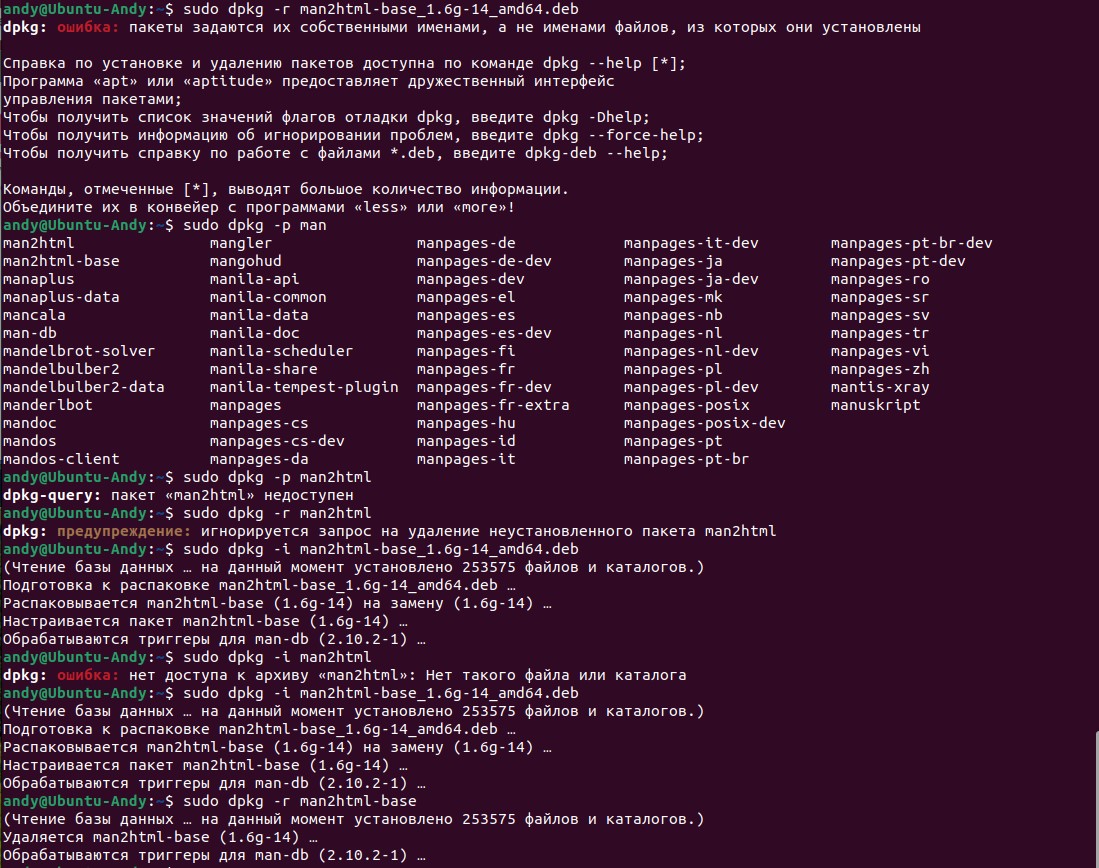 andy@Ubuntu-Andy:~$ sudo dpkg -r man2html-base_1.6g-14_amd64.deb
dpkg: ошибка: пакеты задаются их собственными именами, а не именами файлов, из которых они установлены

Справка по установке и удалению пакетов доступна по команде dpkg --help [*];
Программа «apt» или «aptitude» предоставляет дружественный интерфейс
управления пакетами;
Чтобы получить список значений флагов отладки dpkg, введите dpkg -Dhelp;
Чтобы получить информацию об игнорировании проблем, введите dpkg --force-help;
Чтобы получить справку по работе с файлами *.deb, введите dpkg-deb --help;

Команды, отмеченные [*], выводят большое количество информации.
Объедините их в конвейер с программами «less» или «more»!
andy@Ubuntu-Andy:~$ sudo dpkg -p man
man2html mangler manpages-de manpages-it-dev manpages-pt-br-dev
man2html-base mangohud manpages-de-dev manpages-ja manpages-pt-dev
manaplus manila-api manpages-dev manpages-ja-dev manpages-ro
manaplus-data manila-common manpages-el manpages-mk manpages-sr
mancala manila-data manpages-es manpages-nb manpages-sv
man-db manila-doc manpages-es-dev manpages-nl manpages-tr
mandelbrot-solver manila-scheduler manpages-fi manpages-nl-dev manpages-vi
mandelbulber2 manila-share manpages-fr manpages-pl manpages-zh
mandelbulber2-data manila-tempest-plugin manpages-fr-dev manpages-pl-dev mantis-xray
manderlbot manpages manpages-fr-extra manpages-posix manuskript
mandoc manpages-cs manpages-hu manpages-posix-dev
mandos manpages-cs-dev manpages-id manpages-pt
mandos-client manpages-da manpages-it manpages-pt-br
andy@Ubuntu-Andy:~$ sudo dpkg -p man2html
dpkg-query: пакет «man2html» недоступен
andy@Ubuntu-Andy:~$ sudo dpkg -r man2html
dpkg: предупреждение: игнорируется запрос на удаление неустановленного пакета man2html
andy@Ubuntu-Andy:~$ sudo dpkg -i man2html-base_1.6g-14_amd64.deb
(Чтение базы данных … на данный момент установлено 253575 файлов и каталогов.)
Подготовка к распаковке man2html-base_1.6g-14_amd64.deb …
Распаковывается man2html-base (1.6g-14) на замену (1.6g-14) …
Настраивается пакет man2html-base (1.6g-14) …
Обрабатываются триггеры для man-db (2.10.2-1) …
andy@Ubuntu-Andy:~$ sudo dpkg -i man2html
dpkg: ошибка: нет доступа к архиву «man2html»: Нет такого файла или каталога
andy@Ubuntu-Andy:~$ sudo dpkg -i man2html-base_1.6g-14_amd64.deb
(Чтение базы данных … на данный момент установлено 253575 файлов и каталогов.)
Подготовка к распаковке man2html-base_1.6g-14_amd64.deb …
Распаковывается man2html-base (1.6g-14) на замену (1.6g-14) …
Настраивается пакет man2html-base (1.6g-14) …
Обрабатываются триггеры для man-db (2.10.2-1) …
andy@Ubuntu-Andy:~$ sudo dpkg -r man2html-base
(Чтение базы данных … на данный момент установлено 253575 файлов и каталогов.)
Удаляется man2html-base (1.6g-14) …
Обрабатываются триггеры для man-db (2.10.2-1) …